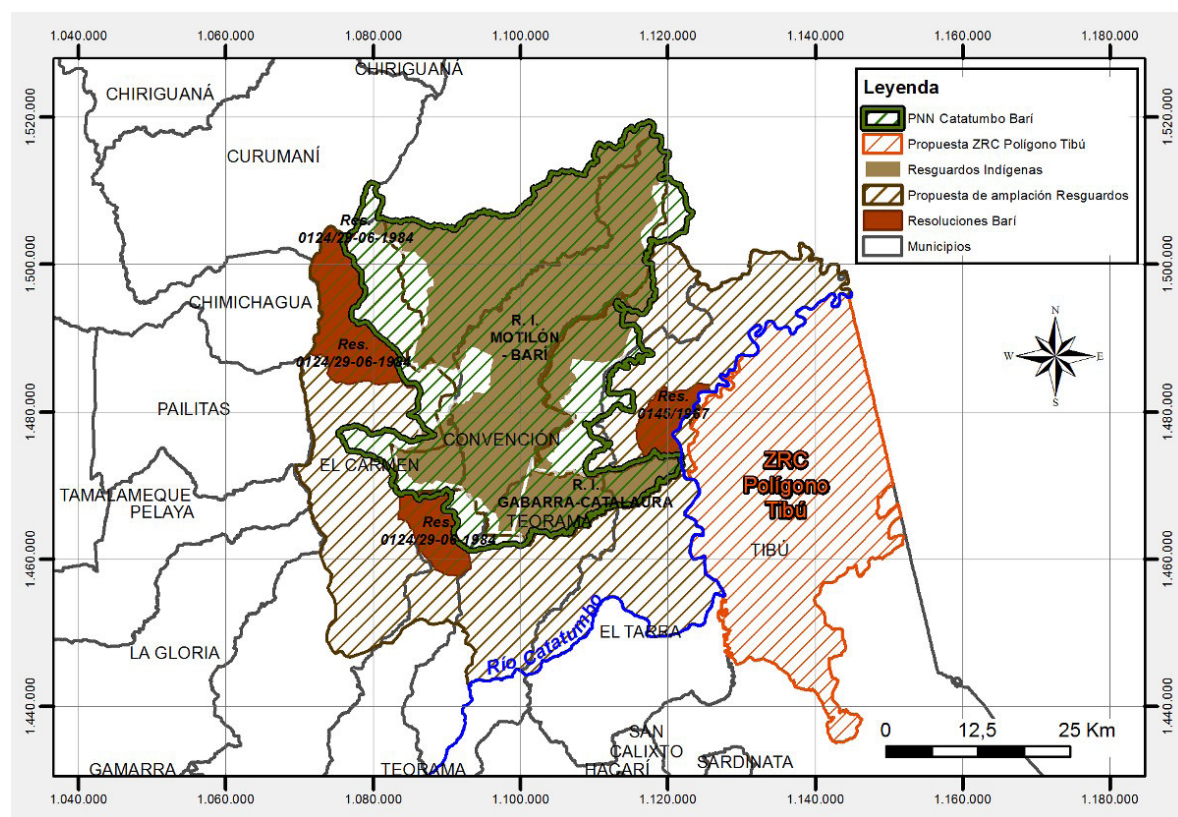 1.040.000 1.060.000 1.080.000 1.100.000 1.120.000 1.140.000 1.160.000 1.180.000
CHIRIGUANÁ
CHIRIGUANÁ
CURUMANÍ
Leyenda
PNN Catatumbo Barí
Propuesta ZRC Polígono Tibú
Resguardos Indígenas
Propuesta de amplación Resguardos
Resoluciones Barí
Municipios
1.520.000
1.520.000
Res.
0124/29-06-1984
1.500.000
1.500.000
CHIMICHAGUA
R. I.
MOTILÓN
- BARÍ
Res.
0124/29-06-1984
N
W E
S
PAILITAS
Res.
0145/1967
1.480.000
1.480.000
CONVENCIÓN
EL CARMEN
ZRC
Polígono
Tibú
R. I.
GABARRA-CATALAURA
TEORAMA
TAMALAMEQUE
PELAYA
Res.
0124/29-06-1984
TIBÚ
1.460.000
1.460.000
EL TARRA
Río Catatumbo
LA GLORIA
1.440.000
1.440.000
SAN
CALIXTO
HACARÍ
SARDINATA
0 12,5 25 Km
GAMARRA
TEORAMA
1.040.000 1.060.000 1.080.000 1.100.000 1.120.000 1.140.000 1.160.000 1.180.000